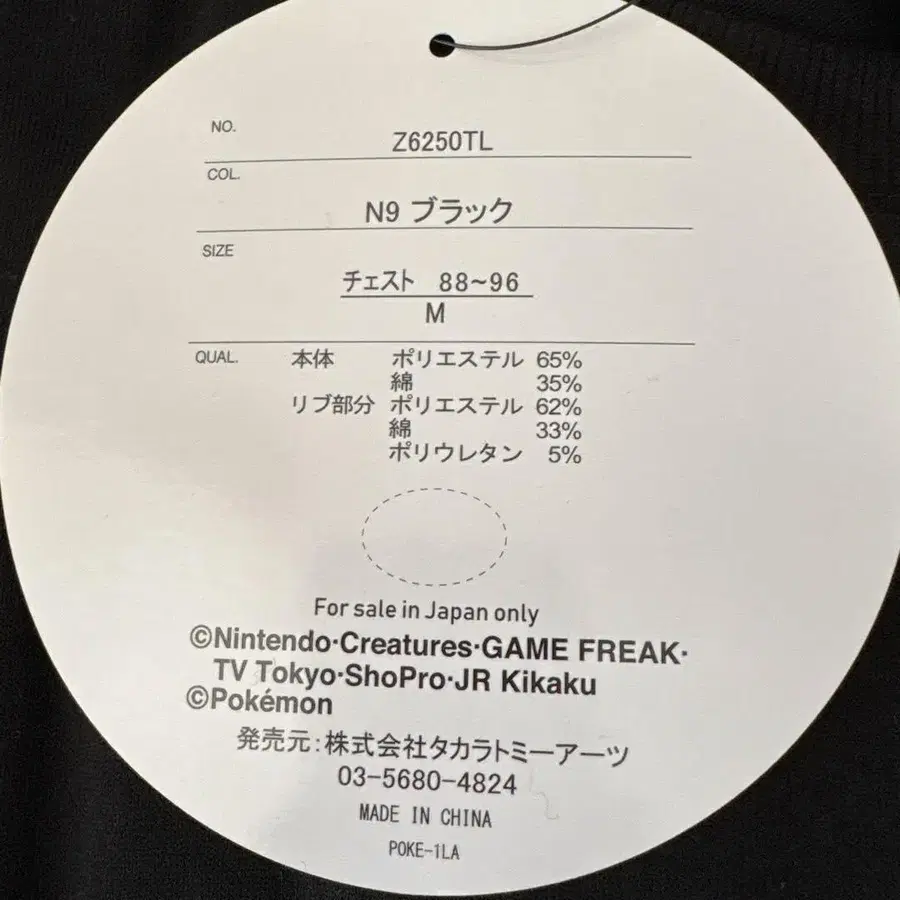 NO.
Z6250TL
COL.
N9 ブラック
SIZE
チェスト 88~96
M
QUAL. 本体 ポリエステル 65%
綿 35%
リブ部分 ポリエステル 62%
綿 33%
ポリウレタン 5%
For sale in Japan only
©Nintendo·Creatures·GAME FREAK·
TV Tokyo·ShoPro·JR Kikaku
©Pokémon
発売元:株式会社タカラトミーアーツ
03-5680-4824
MADE IN CHINA
POKE-1LA